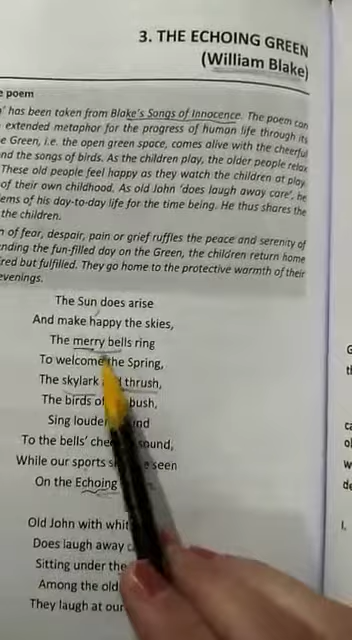 3. THE ECHOING GREEN
(William Blake)
e poem
' has been taken from Blake's Songs of Innocence. The poem can
extended metaphor for the progress of human life through its
e Green, i.e. the open green space, comes alive with the cheerful
nd the songs of birds. As the children play, the older people relax
These old people feel happy as they watch the children at play
of their own childhood. As old John 'does laugh away care', he
ems of his day-to-day life for the time being. He thus shares the
the children.
n of fear, despair, pain or grief ruffles the peace and serenity of
nding the fun-filled day on the Green, the children return home
red but fulfilled. They go home to the protective warmth of their
evenings.
The Sun does arise
And make happy the skies,
The merry bells ring
To welcome the Spring,
The skylark thrush,
The birds of bush,
Sing louder
To the bells' sound,
While our sports seen
On the Echoing
Old John with
Does laugh away
Sitting under the
Among the old
They laugh at our